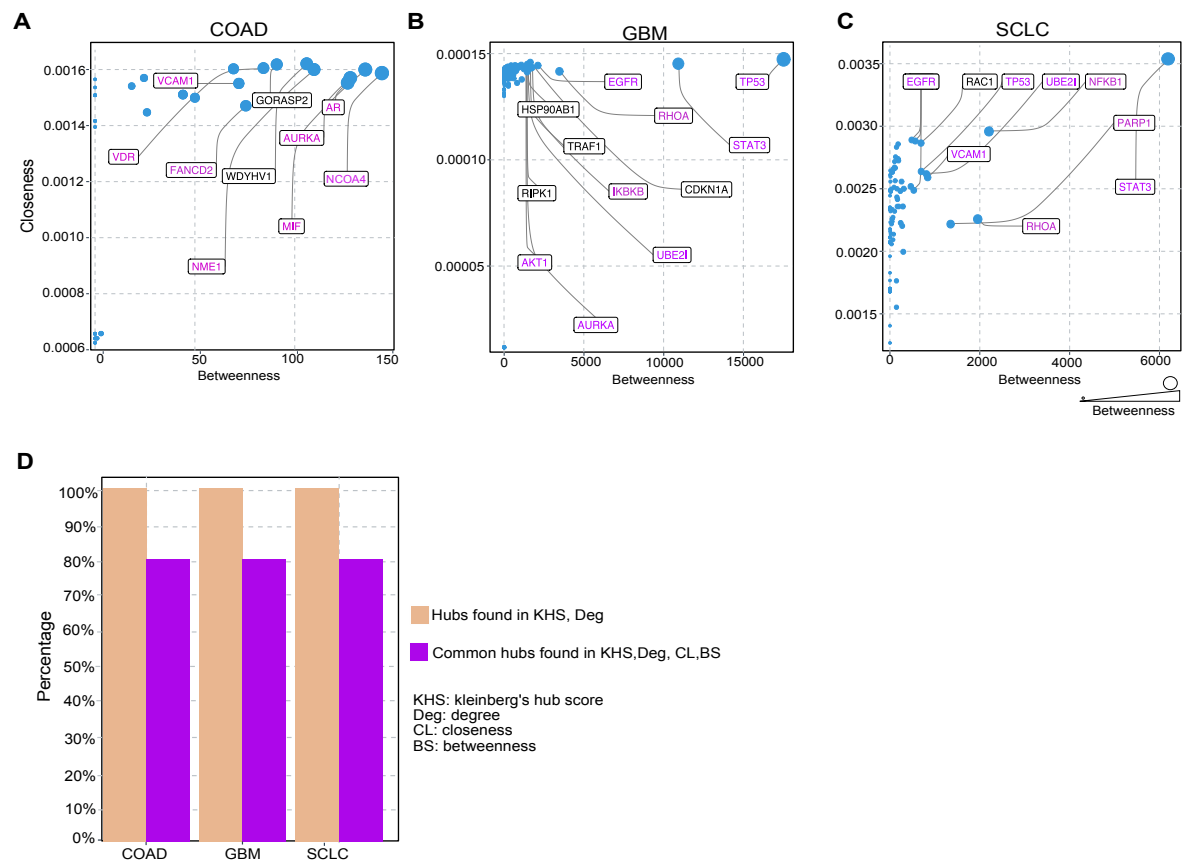 A
COAD
Closeness
0.0016
0.0014
0.0012
0.0010
0.0008
0.0006
VCAM1
GORASP2
AR
AURKA
VDR
FANCD2
WDYHV1
NCOA4
MIF
NME1
0
50
100
150
Betweenness
B
GBM
0.00015
0.00010
0.00005
EGFR
TP53
HSP90AB1
RHOA
TRAF1
STAT3
RIPK1
IKBKB
CDKN1A
AKT1
UBE2I
AURKA
0
5000
10000
15000
Betweenness
C
SCLC
0.0035
0.0030
0.0025
0.0020
0.0015
EGFR
RAC1
TP53
UBE2I
NFKB1
PARP1
VCAM1
STAT3
RHOA
0
2000
4000
6000
Betweenness
Betweenness
D
Percentage
100%
90%
80%
70%
60%
50%
40%
30%
20%
10%
0%
COAD
GBM
SCLC
Hubs found in KHS, Deg
Common hubs found in KHS,Deg, CL,BS
KHS: kleinberg's hub score
Deg: degree
CL: closeness
BS: betweenness